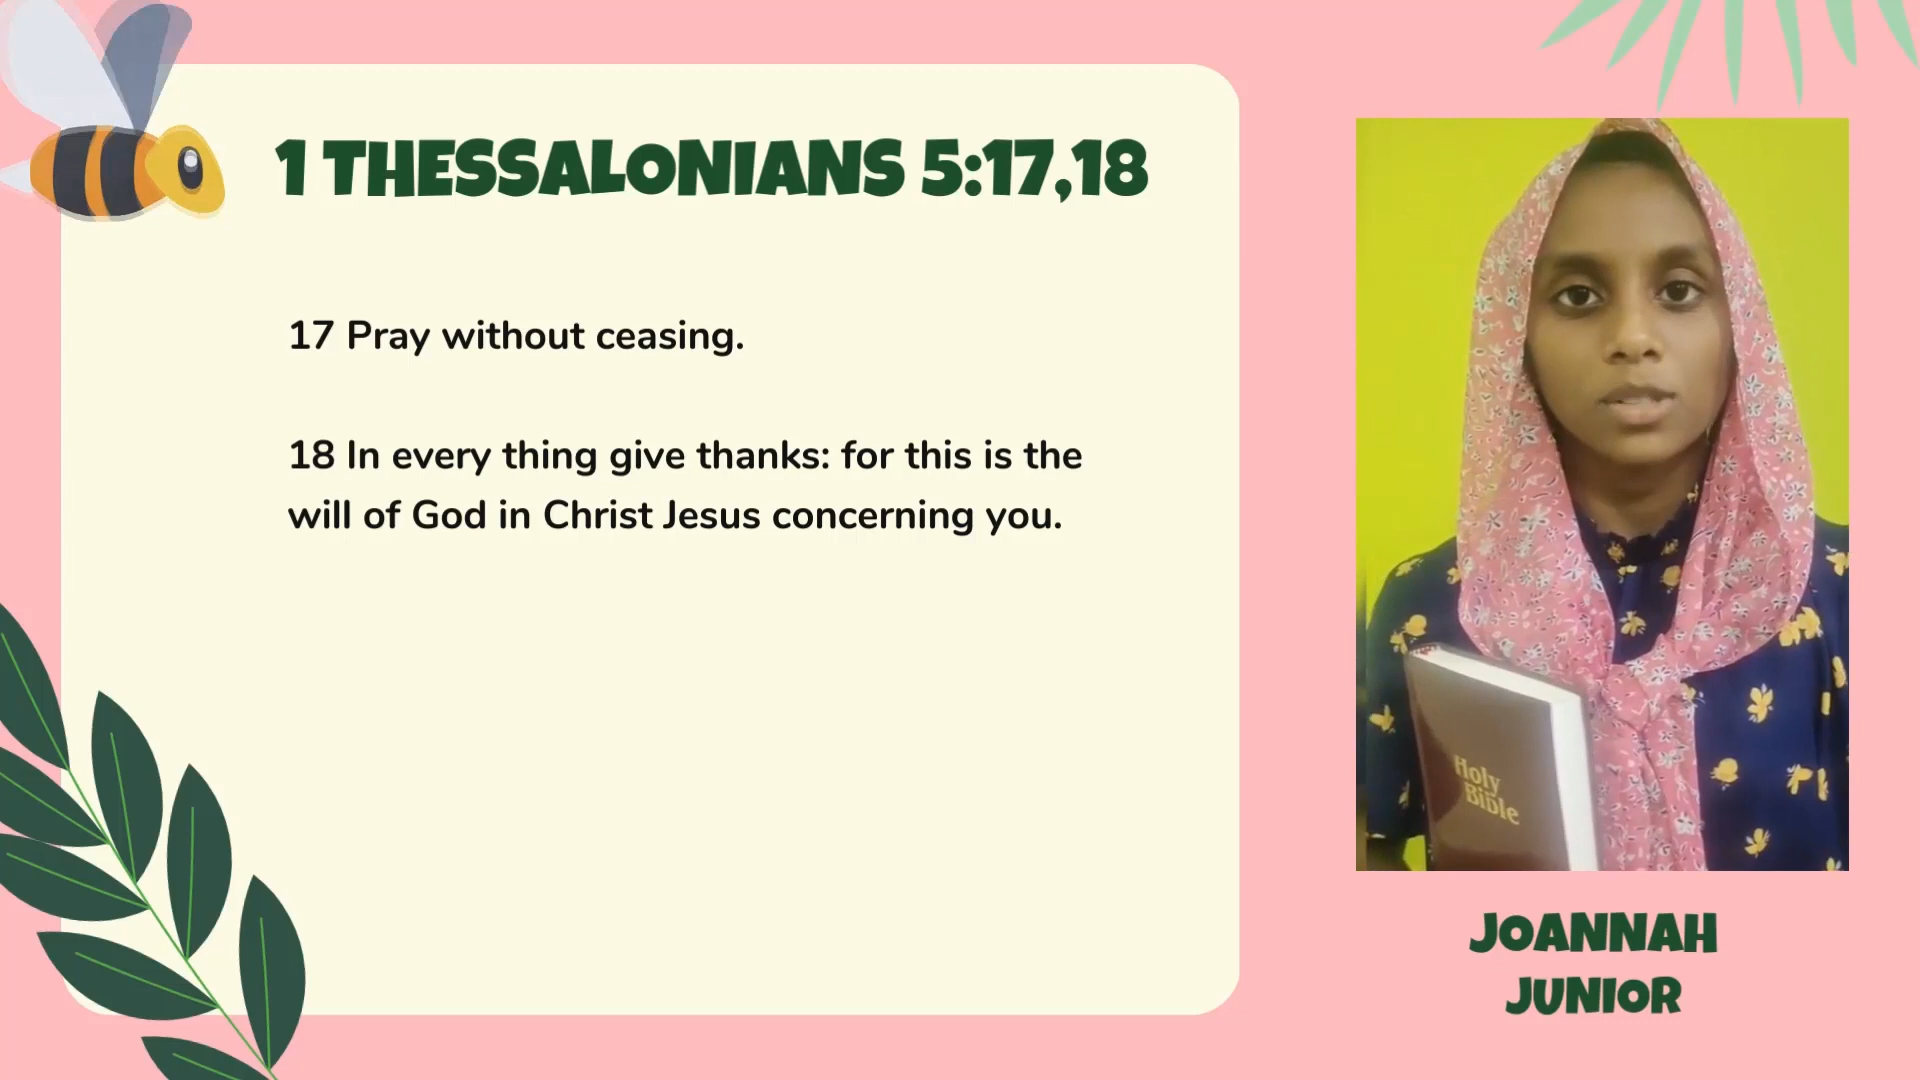 1 THESSALONIANS 5:17,18
17 Pray without ceasing.
18 In every thing give thanks: for this is the
will of God in Christ Jesus concerning you.
Holy
Bible
JOANNAH
JUNIOR